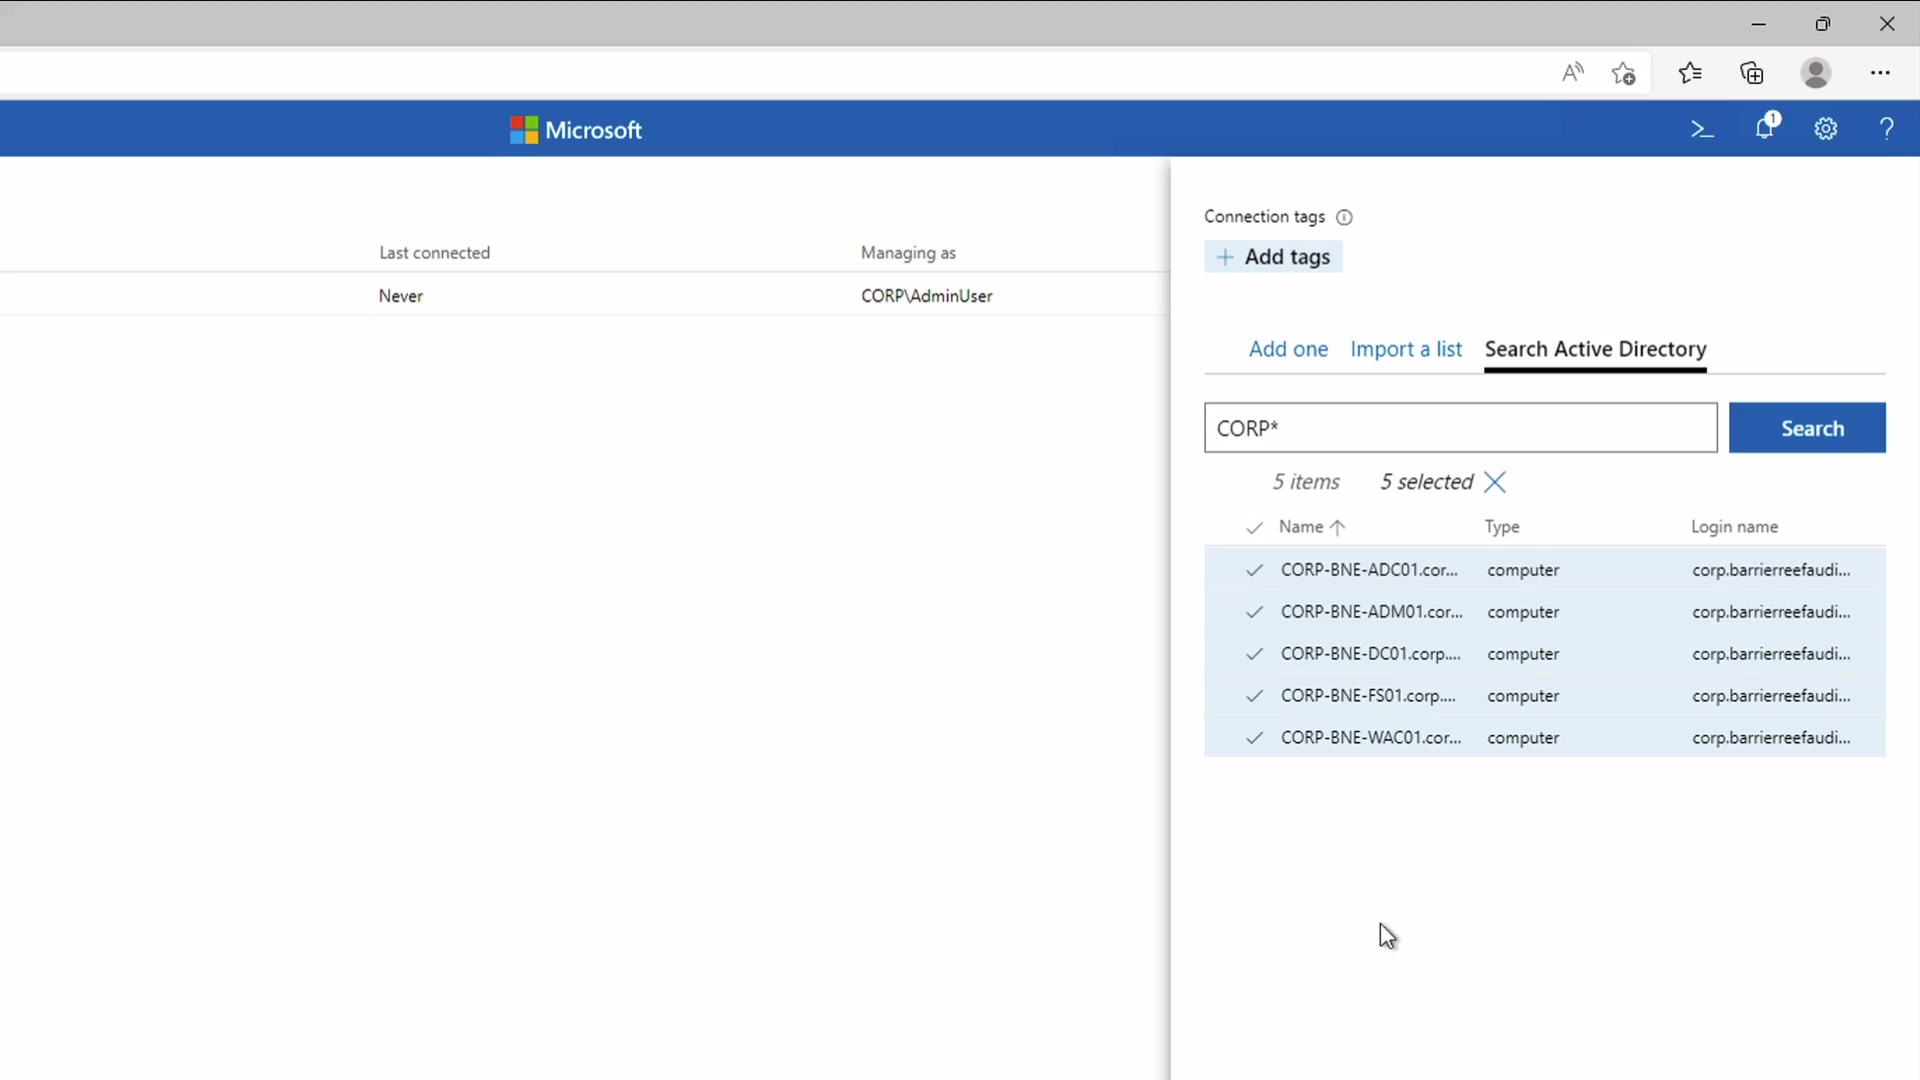 Microsoft
1
?
Connection tags
Add tags
Last connected Managing as
Never CORP\AdminUser
Add one Import a list Search Active Directory
CORP* Search
5 items 5 selected
Name Type Login name
CORP-BNE-ADC01.cor... computer corp.barrierreefaudi...
CORP-BNE-ADM01.cor... computer corp.barrierreefaudi...
CORP-BNE-DC01.corp.... computer corp.barrierreefaudi...
CORP-BNE-FS01.corp.... computer corp.barrierreefaudi...
CORP-BNE-WAC01.cor... computer corp.barrierreefaudi...